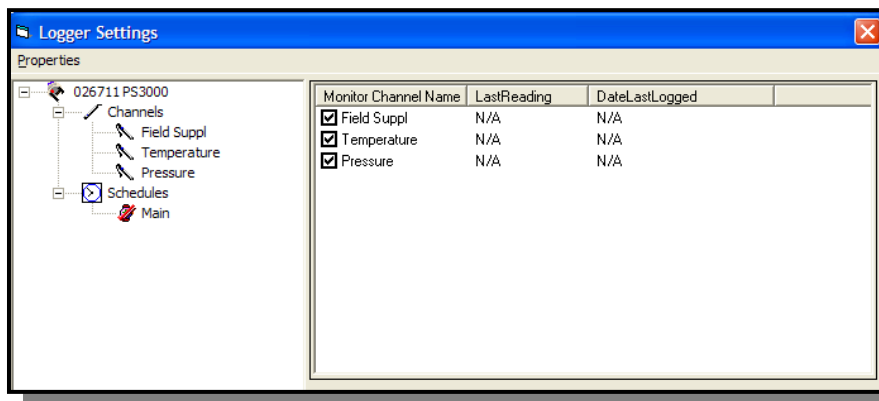 Logger Settings
Properties
026711 PS3000
Channels
Field Suppl
Temperature
Pressure
Schedules
Main
Monitor Channel Name LastReading DateLastLogged
Field Suppl N/A N/A
Temperature N/A N/A
Pressure N/A N/A